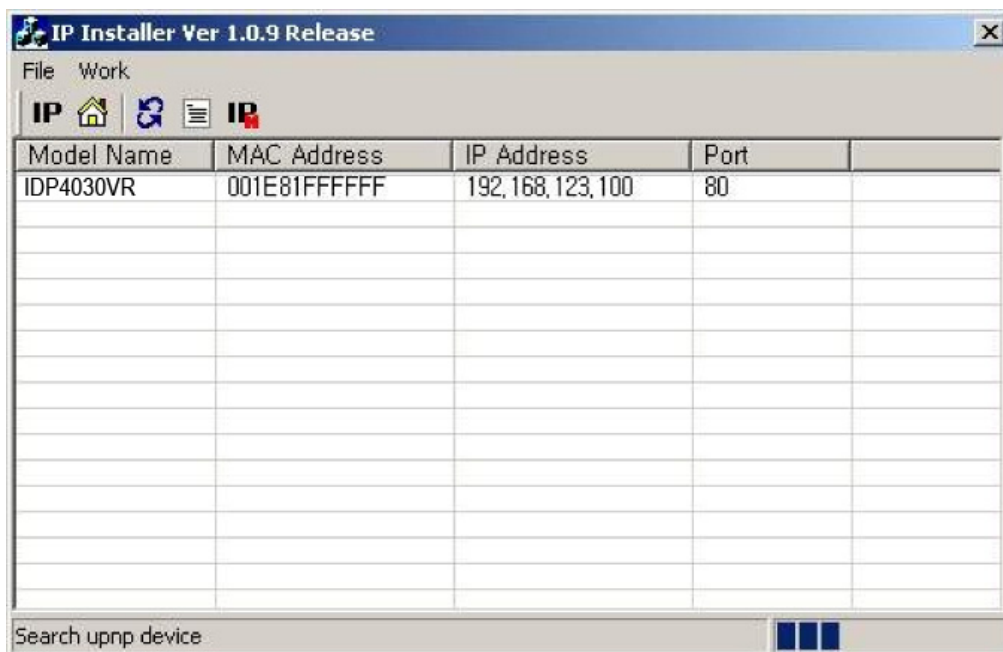 IP Installer Ver 1.0.9 Release
File Work
IP IP M
Model Name MAC Address IP Address Port
IDP4030VR 001E81FFFFFF 192,168,123,100 80
Search upnp device